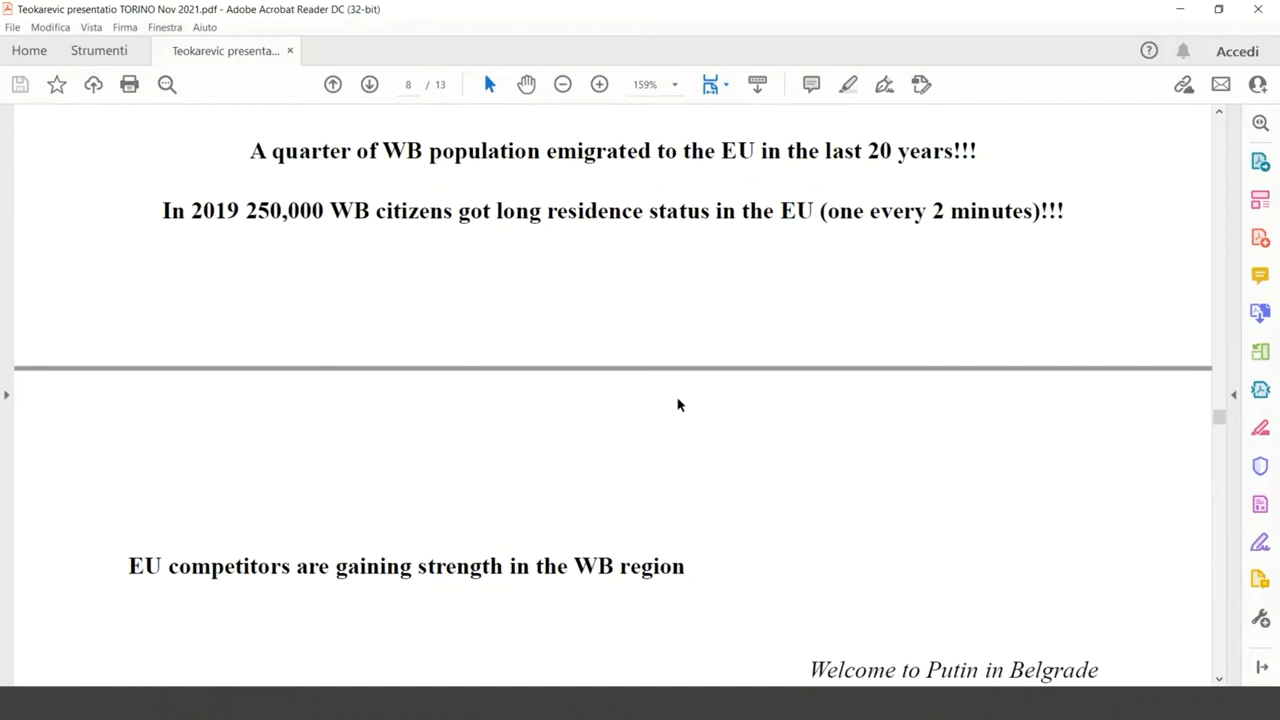 Teokarevic presentatio TORINO Nov 2021.pdf - Adobe Acrobat Reader DC (32-bit)
File Modifica Vista Firma Finestra Aiuto
Home Strumenti Teokarevic presenta... × Accedi
8 / 13 159%
A quarter of WB population emigrated to the EU in the last 20 years!!!
In 2019 250,000 WB citizens got long residence status in the EU (one every 2 minutes)!!!
EU competitors are gaining strength in the WB region
Welcome to Putin in Belgrade